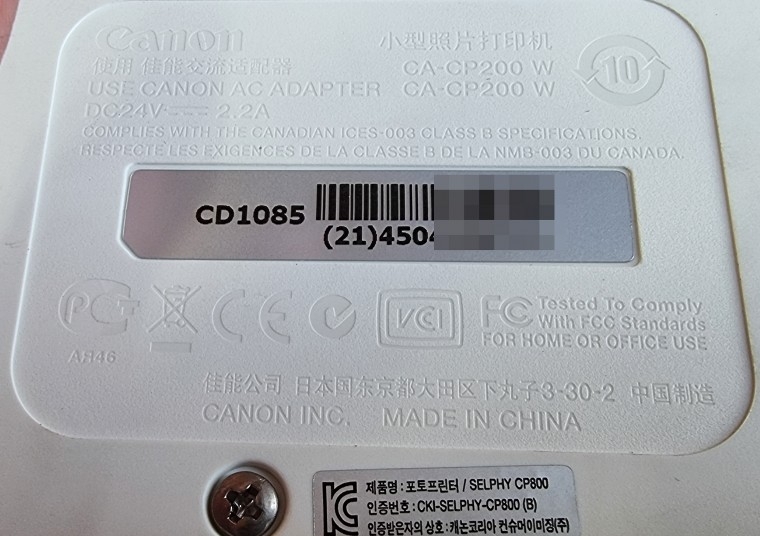 Canon 小型照片打印机
使用 佳能交流适配器 CA-CP200 W
USE CANON AC ADAPTER CA-CP200 W
10
DC24V⎓ 2.2A
COMPLIES WITH THE CANADIAN ICES-003 CLASS B SPECIFICATIONS.
RESPECTE LES EXIGENCES DE LA CLASSE B DE LA NMB-003 DU CANADA.
CD1085
(21)4504
PCT CE VCI FC Tested To Comply
With FCC Standards
FOR HOME OR OFFICE USE
АЯ46
佳能公司 日本国东京都大田区下丸子3-30-2 中国制造
CANON INC. MADE IN CHINA
제품명 : 포토프린터 / SELPHY CP800
인증번호 : CKI-SELPHY-CP800 (B)
인증받은자의 상호 : 캐논코리아 컨슈머이미징(주)